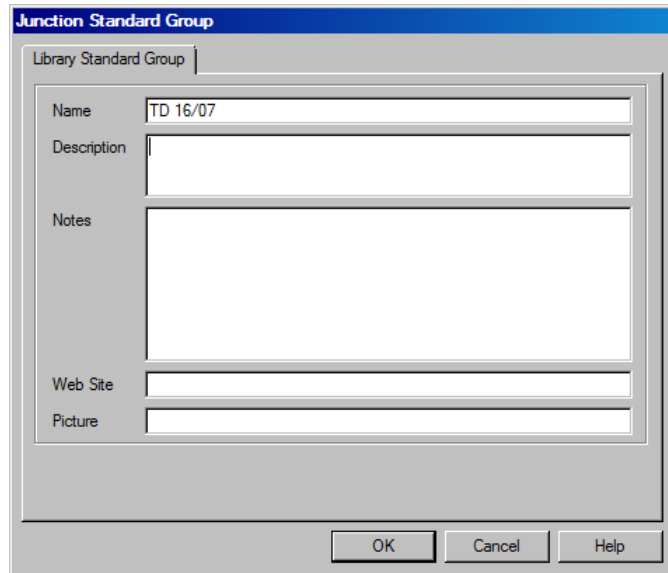 Junction Standard Group
Library Standard Group
Name TD 16/07
Description
Notes
Web Site
Picture
OK Cancel Help